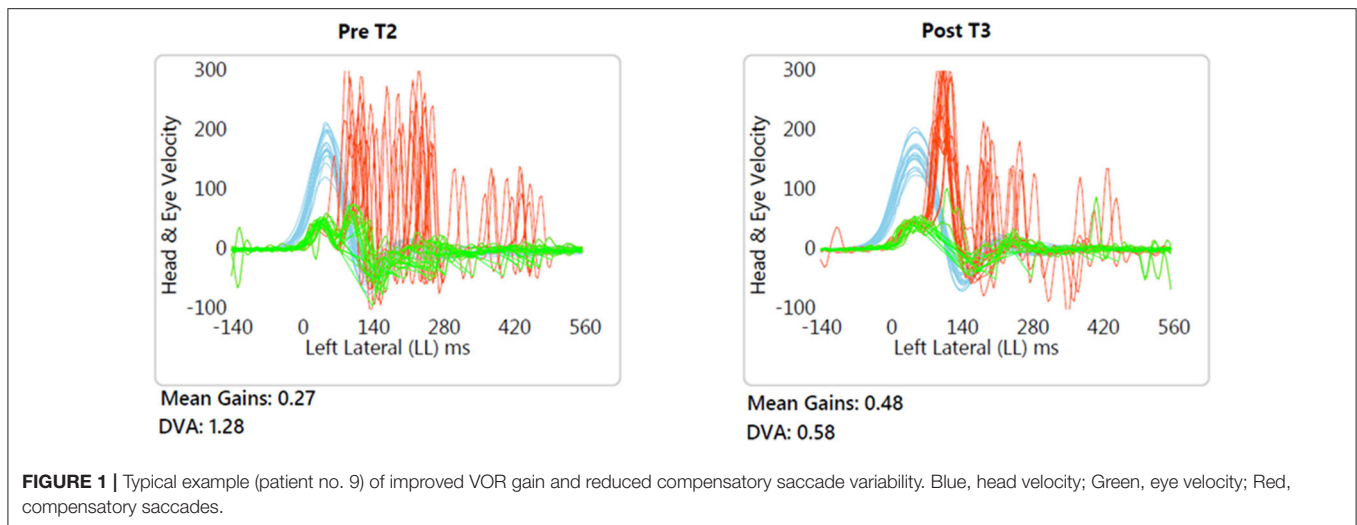 Pre T2
Post T3
Head & Eye Velocity
300
200
100
0
-100
-140 0 140 280 420 560
Left Lateral (LL) ms
Mean Gains: 0.27
DVA: 1.28
Head & Eye Velocity
300
200
100
0
-100
-140 0 140 280 420 560
Left Lateral (LL) ms
Mean Gains: 0.48
DVA: 0.58
FIGURE 1 | Typical example (patient no. 9) of improved VOR gain and reduced compensatory saccade variability. Blue, head velocity; Green, eye velocity; Red,
compensatory saccades.